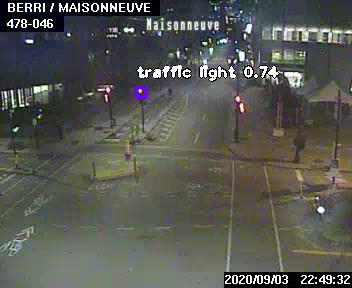 BERRI / MAISONNEUVE
478-046
Maisonneuve
traffic light 0.74
2020/09/03 22:49:32